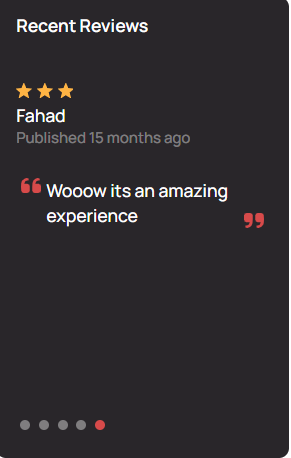 Recent Reviews
Fahad
Published 15 months ago
❝ Wooow its an amazing
experience ❞